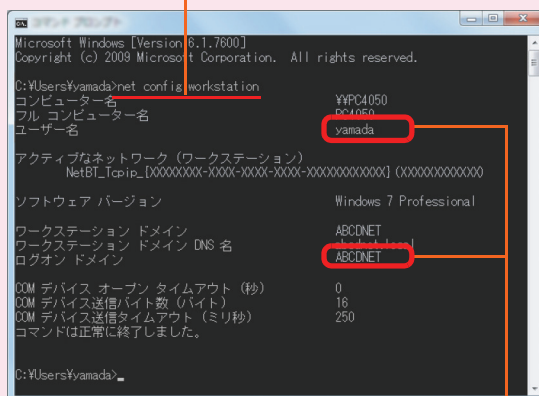 コマンド プロンプト
Microsoft Windows [Version 6.1.7600]
Copyright (c) 2009 Microsoft Corporation.  All rights reserved.
C:¥Users¥yamada>net config workstation
コンピューター名 ¥¥PC4050
フル コンピューター名 PC4050
ユーザー名 yamada
アクティブなネットワーク (ワークステーション)
NetBT_Tcpip_{XXXXXXXX-XXXX-XXXX-XXXX-XXXXXXXXXXXX} (XXXXXXXXXXXX)
ソフトウェア バージョン Windows 7 Professional
ワークステーション ドメイン ABCDNET
ワークステーション ドメイン DNS 名
ログオン ドメイン ABCDNET
COM デバイス オープン タイムアウト (秒) 0
COM デバイス送信バイト数 (バイト) 16
COM デバイス送信タイムアウト (ミリ秒) 250
コマンドは正常に終了しました。
C:¥Users¥yamada>_